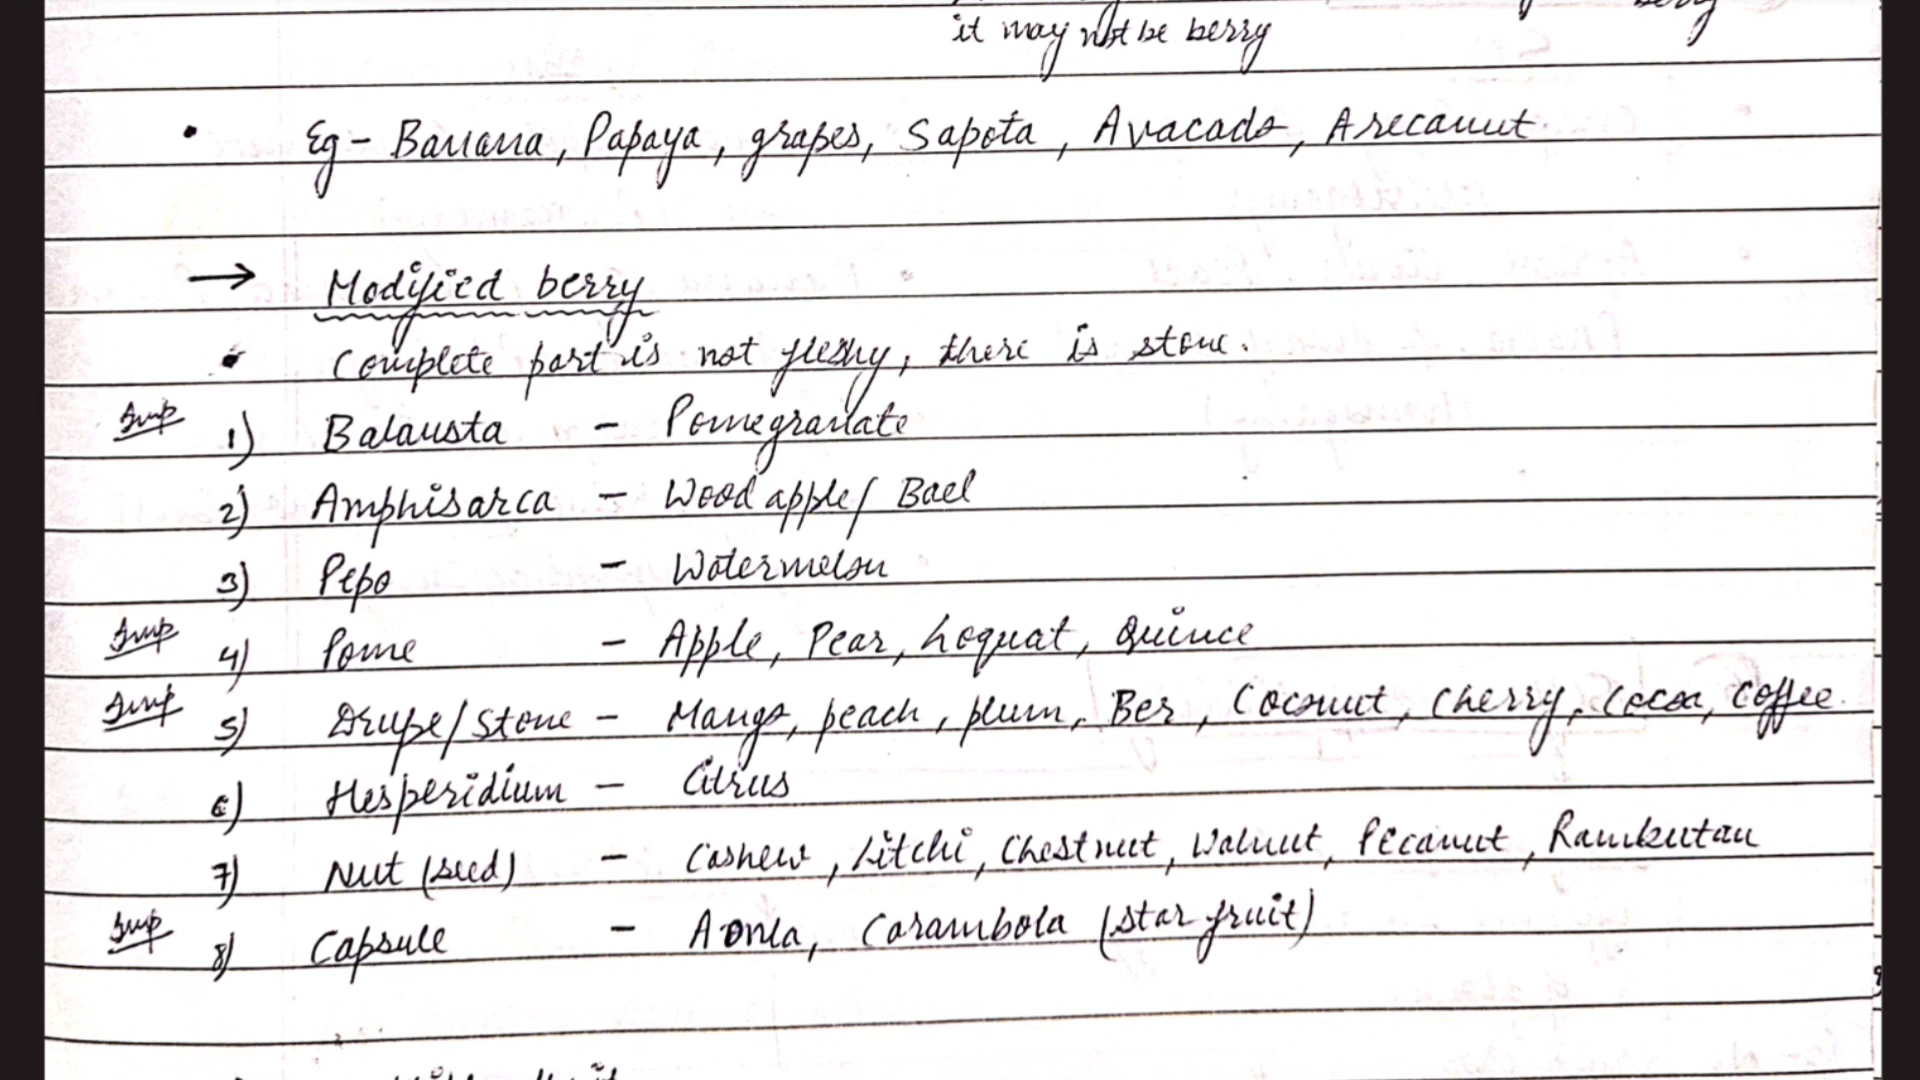 it may not be berry
• Eg - Banana, Papaya, grapes, Sapota, Avacado, Arecanut
→ Modified berry
• Complete part is not fleshy, there is stone.
Imp 1) Balausta - Pomegranate
2) Amphisarca - Wood apple/ Bael
3) Pepo - Watermelon
Imp 4) Pome - Apple, Pear, Loquat, Quince
Imp 5) Drupe/Stone - Mango, peach, plum, Ber, Coconut, Cherry, Cocoa, Coffee.
6) Hesperidium - Citrus
7) Nut (seed) - Cashew, Litchi, Chestnut, Walnut, Pecanut, Rambutan
Imp 8) Capsule - Aonla, Carambola (star fruit)